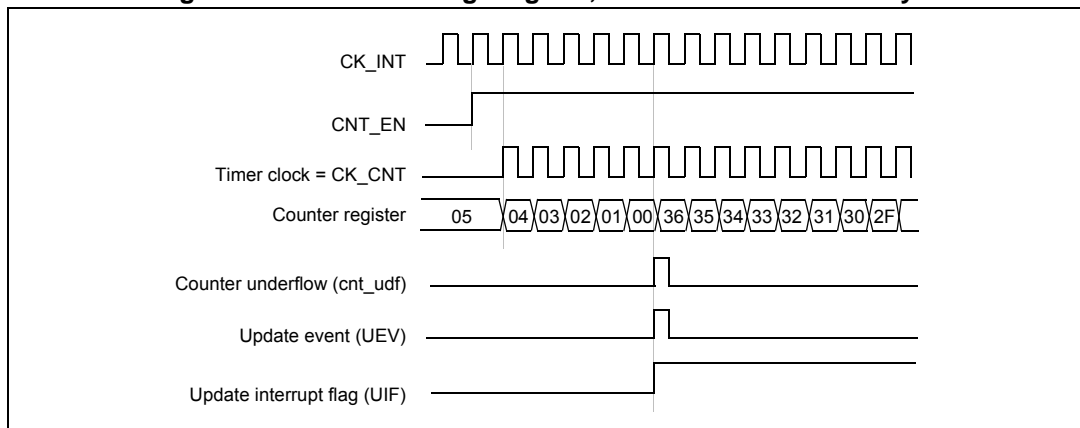 CK_INT
CNT_EN
Timer clock = CK_CNT
Counter register 05 04 03 02 01 00 36 35 34 33 32 31 30 2F
Counter underflow (cnt_udf)
Update event (UEV)
Update interrupt flag (UIF)